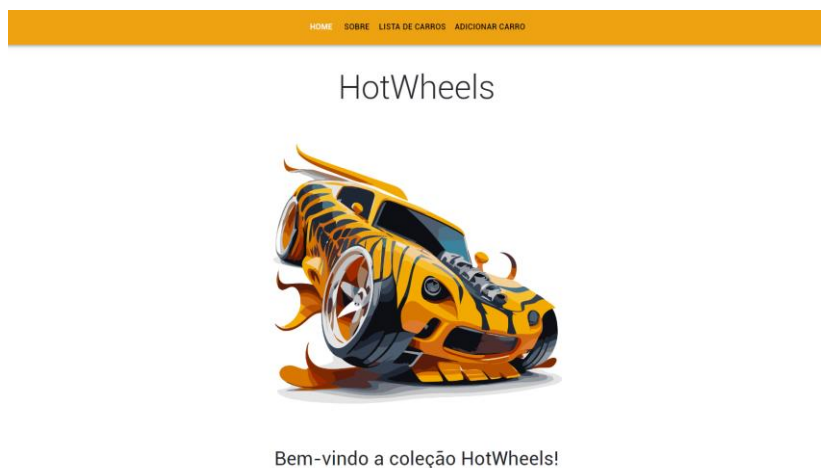 HOME SOBRE LISTA DE CARROS ADICIONAR CARRO
HotWheels
Bem-vindo a coleção HotWheels!